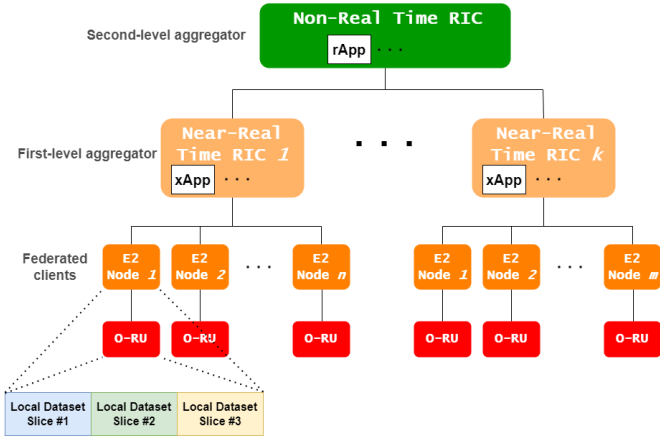 Non-Real Time RIC
Second-level aggregator
rApp
. . .
Near-Real
Time RIC 1
. . .
Near-Real
Time RIC k
First-level aggregator
xApp
. . .
xApp
. . .
Federated
clients
E2
Node 1
E2
Node 2
. . .
E2
Node n
E2
Node 1
E2
Node 2
. . .
E2
Node m
O-RU
O-RU
O-RU
O-RU
O-RU
O-RU
Local Dataset
Slice #1
Local Dataset
Slice #2
Local Dataset
Slice #3